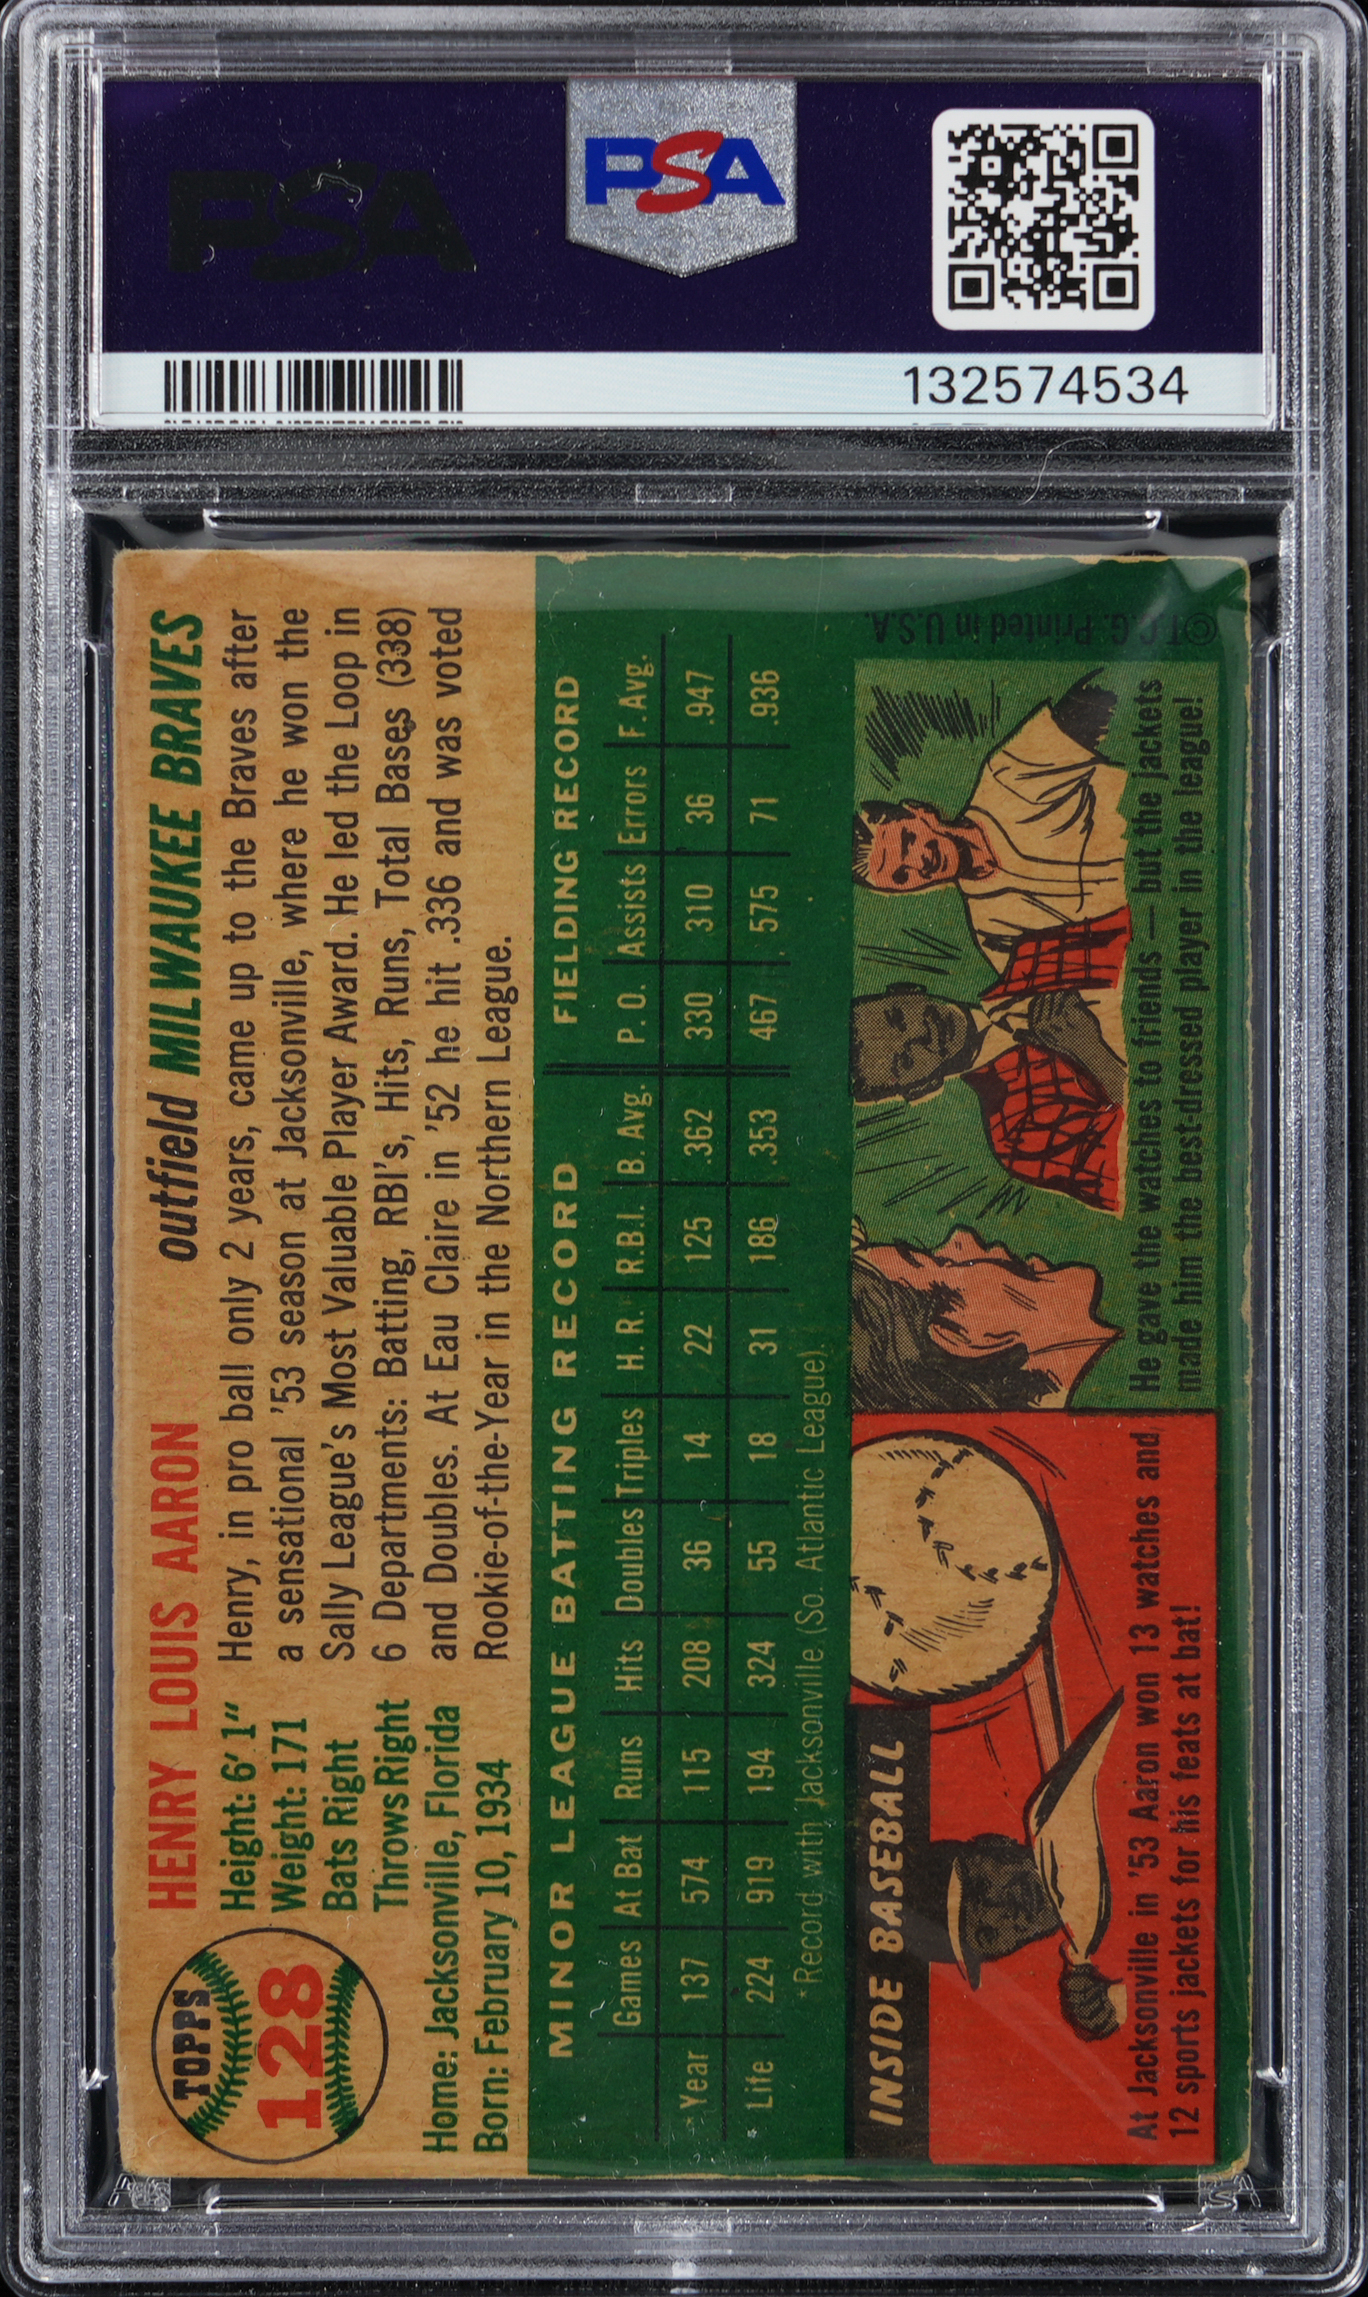 PSA
PSA
132574534
TOPPS
128
HENRY LOUIS AARON
outfield MILWAUKEE BRAVES
Height: 6' 1"
Weight: 171
Bats Right
Throws Right
Home: Jacksonville, Florida
Born: February 10, 1934
Henry, in pro ball only 2 years, came up to the Braves after
a sensational '53 season at Jacksonville, where he won the
Sally League's Most Valuable Player Award. He led the Loop in
6 Departments: Batting, RBI's, Hits, Runs, Total Bases (338)
and Doubles. At Eau Claire in '52 he hit .336 and was voted
Rookie-of-the-Year in the Northern League.
MINOR LEAGUE BATTING RECORD FIELDING RECORD
Games At Bat Runs Hits Doubles Triples H. R. R.B.I. B. Avg. P. O. Assists Errors F. Avg.
*Year 137 574 115 208 36 14 22 125 .362 330 310 36 .947
Life 224 919 194 324 55 18 31 186 .353 467 575 71 .936
*Record with Jacksonville (So. Atlantic League).
INSIDE BASEBALL
At Jacksonville in '53 Aaron won 13 watches and
12 sports jackets for his feats at bat!
He gave the watches to friends — but the jackets
made him the best-dressed player in the league!
©T.C.G. Printed in U.S.A.